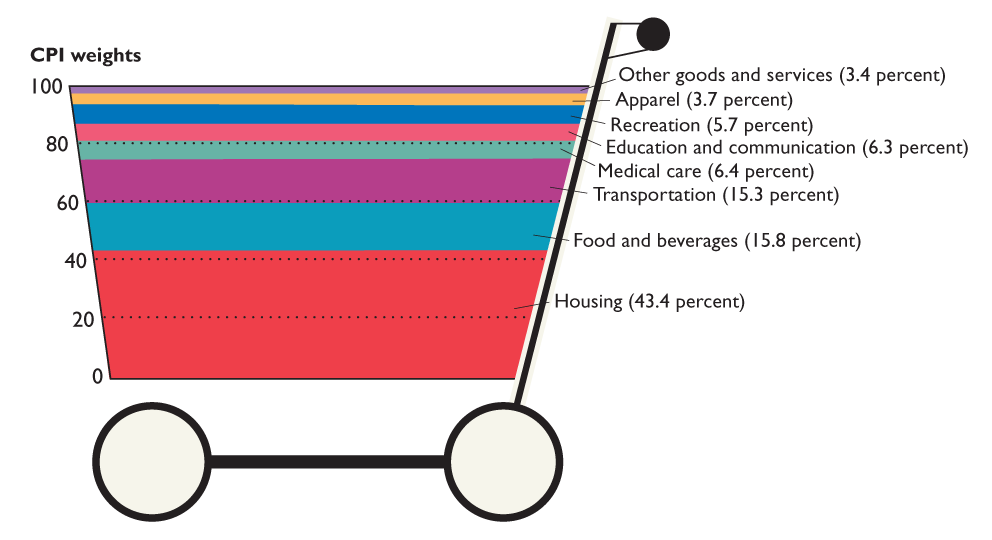 CPI weights
100
80
60
40
20
0
Other goods and services (3.4 percent)
Apparel (3.7 percent)
Recreation (5.7 percent)
Education and communication (6.3 percent)
Medical care (6.4 percent)
Transportation (15.3 percent)
Food and beverages (15.8 percent)
Housing (43.4 percent)